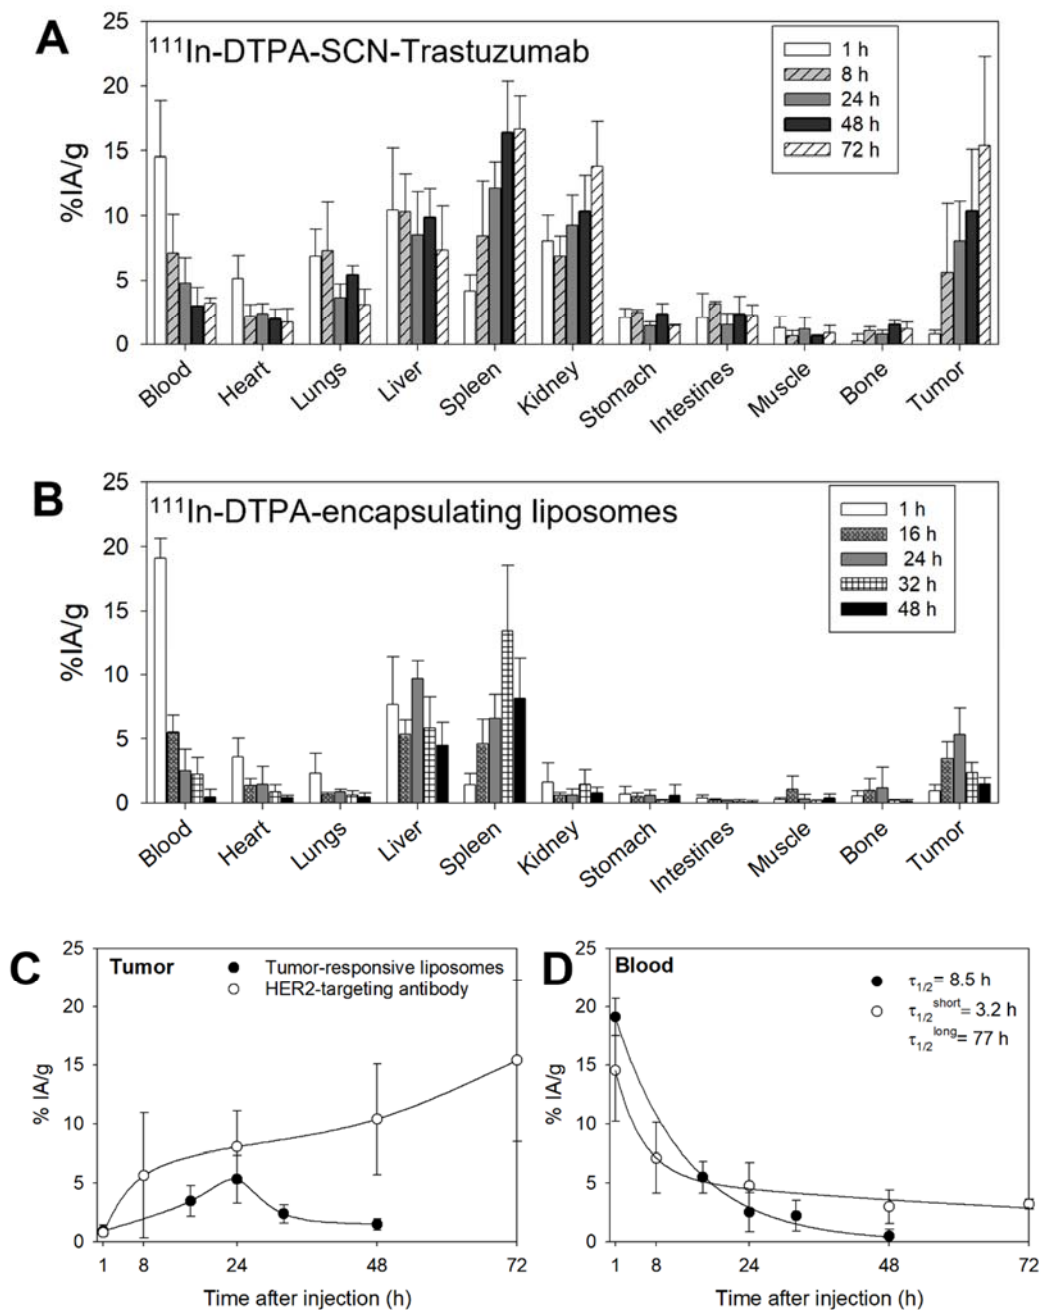 A
¹¹¹In-DTPA-SCN-Trastuzumab
1 h
8 h
24 h
48 h
72 h
%IA/g
25
20
15
10
5
0
Blood
Heart
Lungs
Liver
Spleen
Kidney
Stomach
Intestines
Muscle
Bone
Tumor
B
¹¹¹In-DTPA-encapsulating liposomes
1 h
16 h
24 h
32 h
48 h
%IA/g
25
20
15
10
5
0
Blood
Heart
Lungs
Liver
Spleen
Kidney
Stomach
Intestines
Muscle
Bone
Tumor
C
Tumor
Tumor-responsive liposomes
HER2-targeting antibody
% IA/g
25
20
15
10
5
0
1 8 24 48 72
Time after injection (h)
D
Blood
τ1/2= 8.5 h
τ1/2short= 3.2 h
τ1/2long= 77 h
% IA/g
25
20
15
10
5
0
1 8 24 48 72
Time after injection (h)